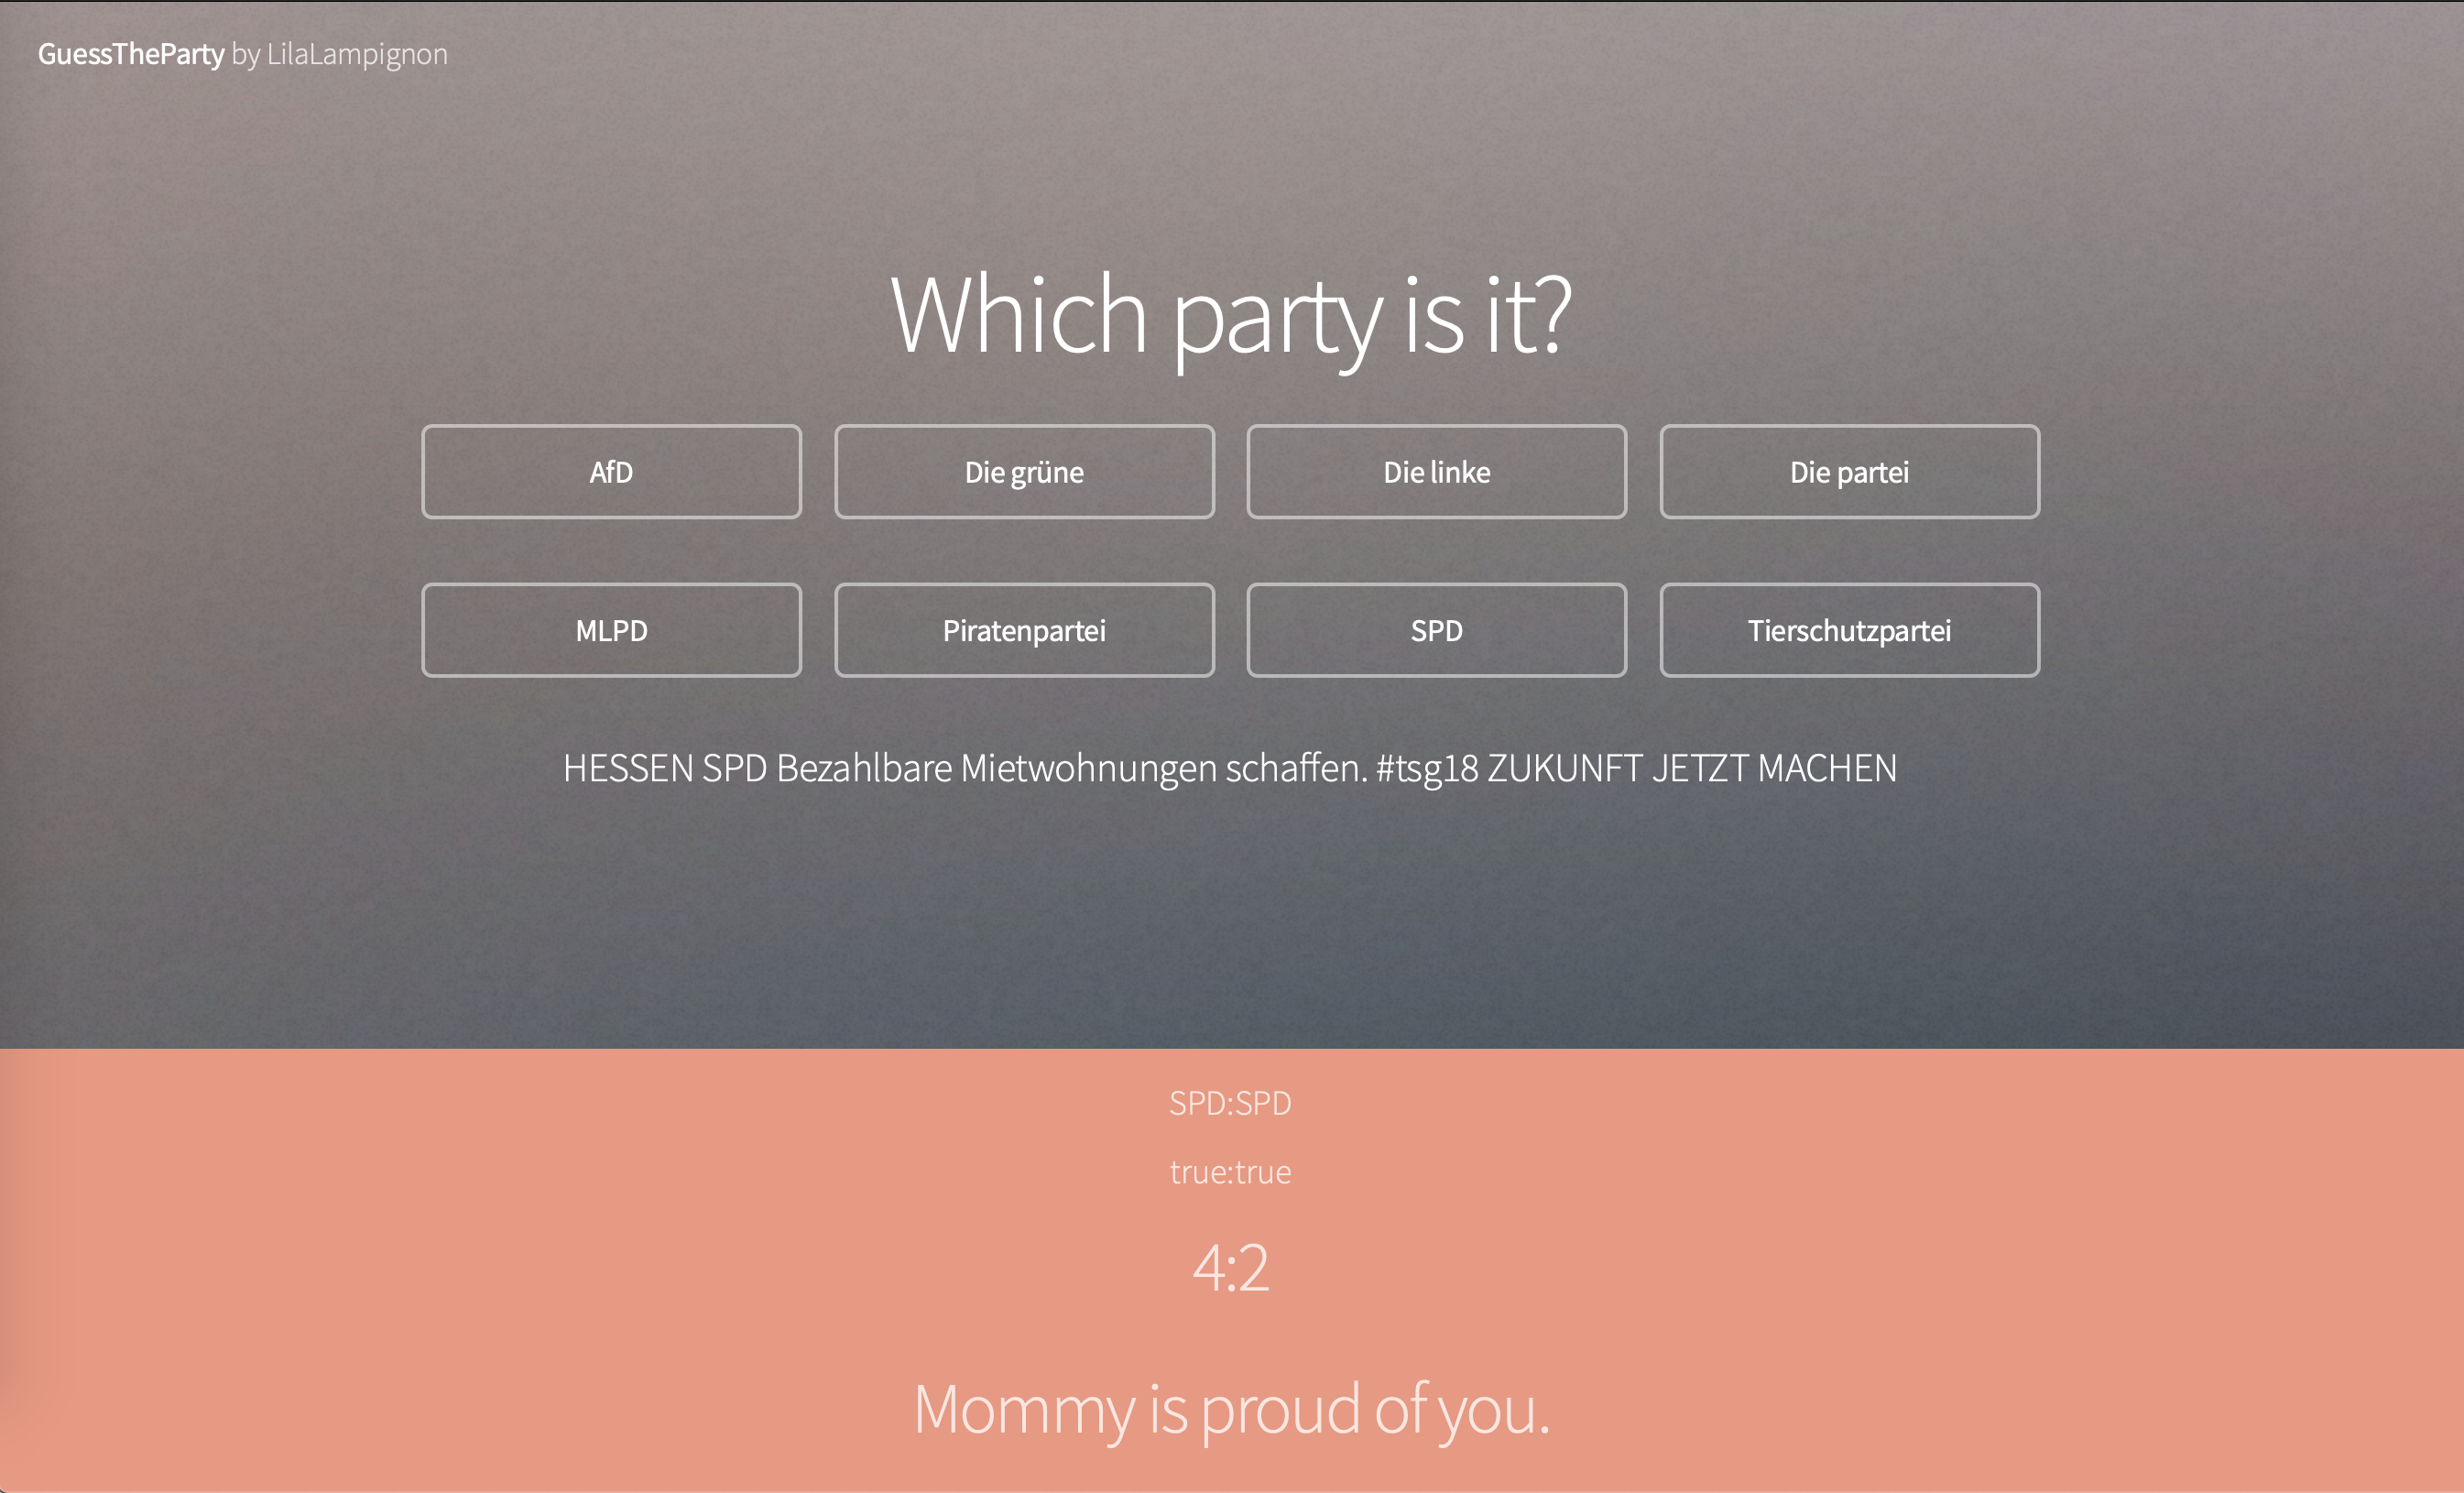 GuessTheParty by LilaLampignon
Which party is it?
AfD
Die grüne
Die linke
Die partei
MLPD
Piratenpartei
SPD
Tierschutzpartei
HESSEN SPD Bezahlbare Mietwohnungen schaffen. #tsg18 ZUKUNFT JETZT MACHEN
SPD:SPD
true:true
4:2
Mommy is proud of you.